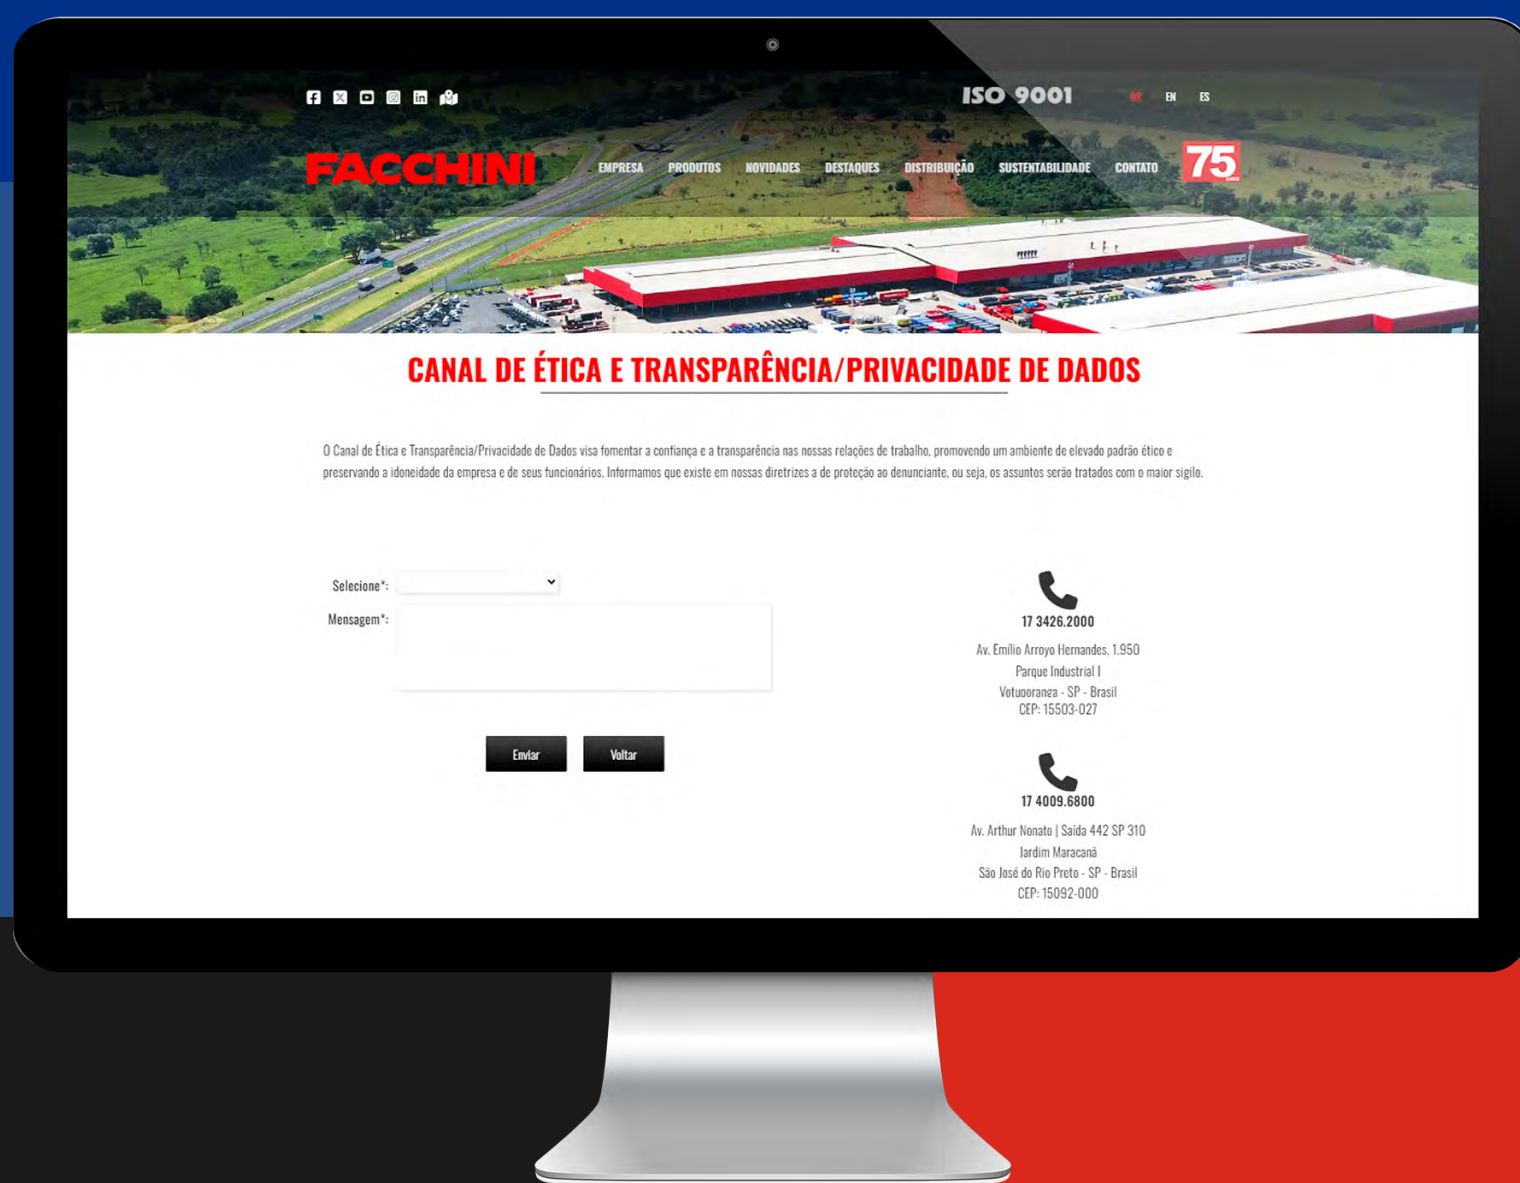 ISO 9001
BR EN ES
FACCHINI
EMPRESA PRODUTOS NOVIDADES DESTAQUES DISTRIBUIÇÃO SUSTENTABILIDADE CONTATO
75
CANAL DE ÉTICA E TRANSPARÊNCIA/PRIVACIDADE DE DADOS
O Canal de Ética e Transparência/Privacidade de Dados visa fomentar a confiança e a transparência nas nossas relações de trabalho, promovendo um ambiente de elevado padrão ético e
preservando a idoneidade da empresa e de seus funcionários. Informamos que existe em nossas diretrizes a de proteção ao denunciante, ou seja, os assuntos serão tratados com o maior sigilo.
Selecione*:
Mensagem*:
Enviar Voltar
17 3426.2000
Av. Emílio Arroyo Hernandes, 1.950
Parque Industrial I
Votuporanga - SP - Brasil
CEP: 15503-027
17 4009.6800
Av. Arthur Nonato | Saída 442 SP 310
Jardim Maracanã
São José do Rio Preto - SP - Brasil
CEP: 15092-000